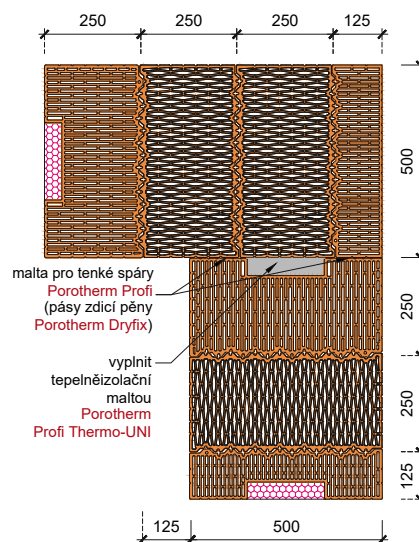 250
250
250
125
500
malta pro tenké spáry
Porotherm Profi
(pásy zdicí pěny
Porotherm Dryfix)
250
vyplnit
tepelněizolační
maltou
Porotherm
Profi Thermo-UNI
250
125
125
500